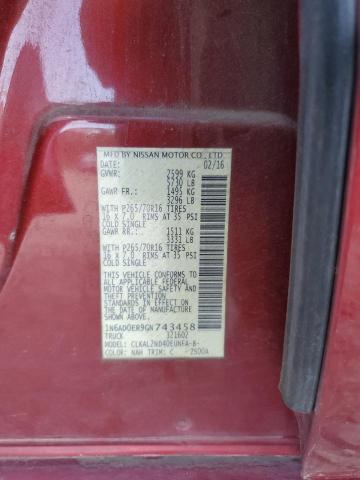 MFD BY NISSAN MOTOR CO., LTD.
DATE: 02/16
GVWR: 2599 KG
5730 LB
GAWR FR.: 1495 KG
3296 LB
WITH P265/70R16 TIRES
16 X 7.0 RIMS AT 35 PSI
COLD SINGLE
GAWR RR.: 1511 KG
3331 LB
WITH P265/70R16 TIRES
16 X 7.0 RIMS AT 35 PSI
COLD SINGLE
THIS VEHICLE CONFORMS TO ALL
APPLICABLE FEDERAL MOTOR
VEHICLE SAFETY STANDARDS IN
EFFECT ON THE DATE OF
MANUFACTURE SHOWN ABOVE
1N6AD0ER9GN743458
TRUCK 321602
MODEL: CLKALZND40EUNFA-B-
COLOR: NAH TRIM: C -ZSD0A